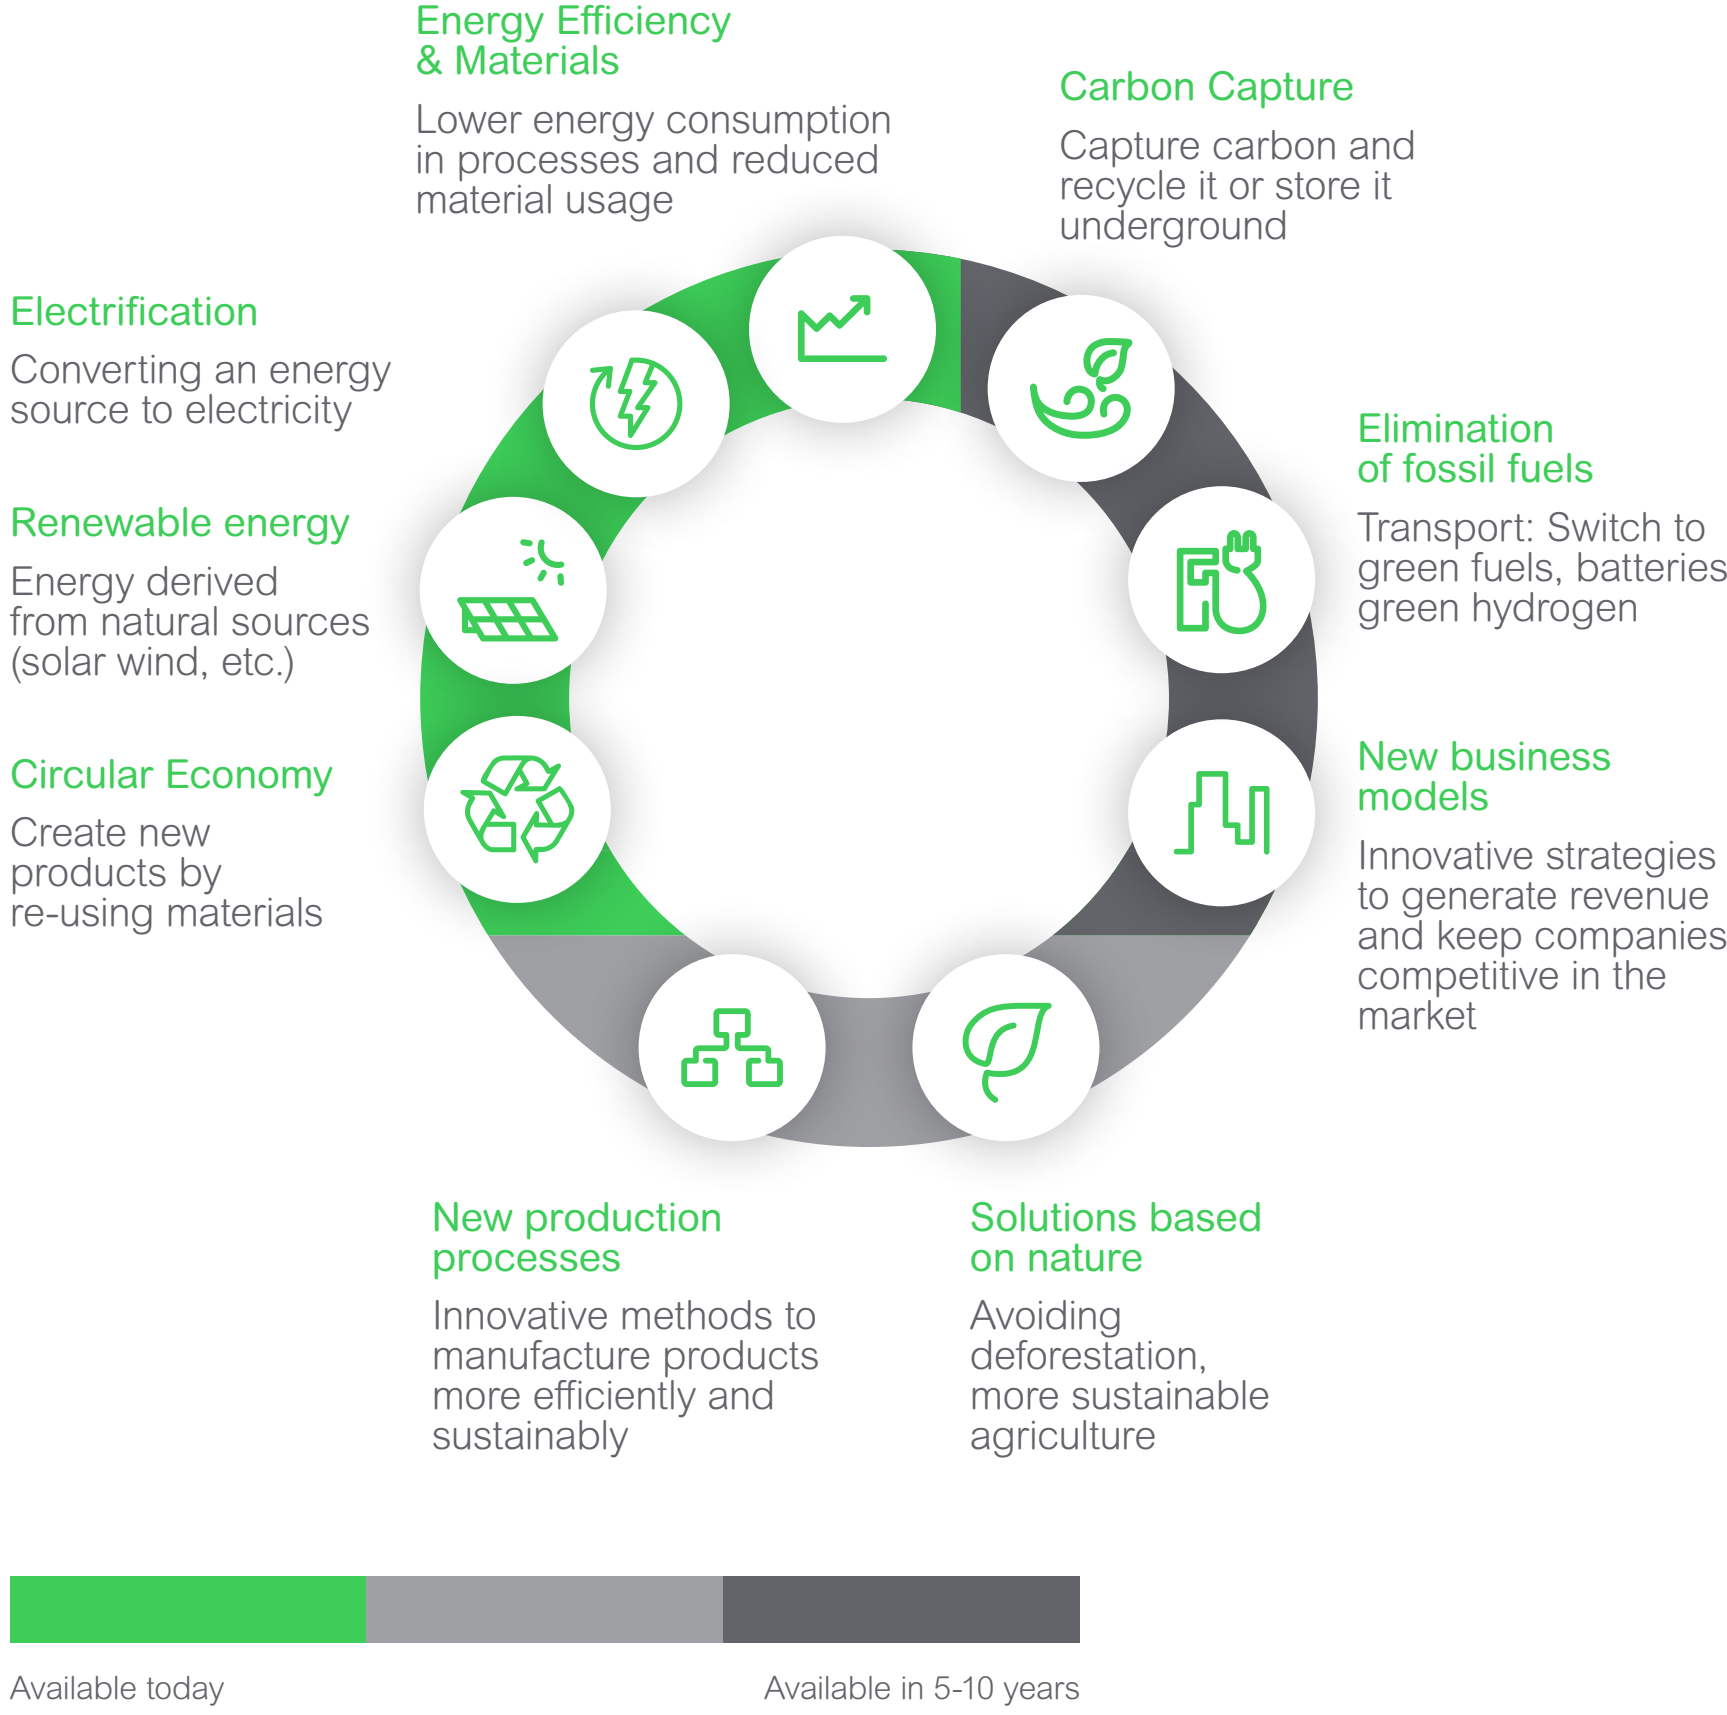 Energy Efficiency
& Materials
Lower energy consumption
in processes and reduced
material usage
Carbon Capture
Capture carbon and
recycle it or store it
underground
Electrification
Converting an energy
source to electricity
Elimination
of fossil fuels
Transport: Switch to
green fuels, batteries
green hydrogen
Renewable energy
Energy derived
from natural sources
(solar wind, etc.)
New business
models
Innovative strategies
to generate revenue
and keep companies
competitive in the
market
Circular Economy
Create new
products by
re-using materials
New production
processes
Innovative methods to
manufacture products
more efficiently and
sustainably
Solutions based
on nature
Avoiding
deforestation,
more sustainable
agriculture
Available today
Available in 5-10 years